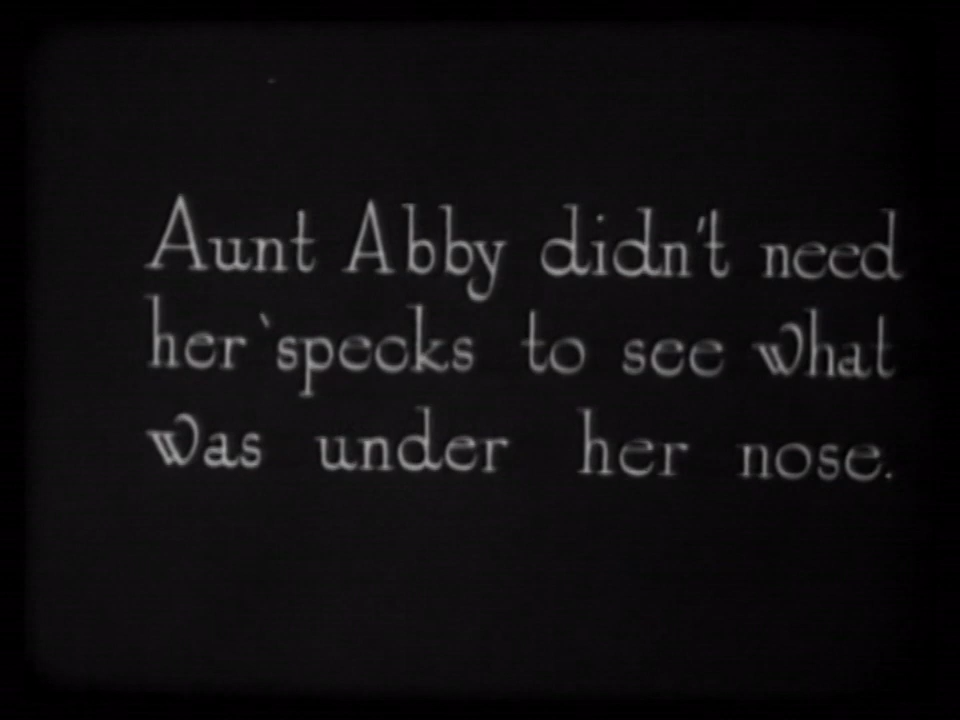 Aunt Abby didn't need
her `specks to see what
was under her nose.